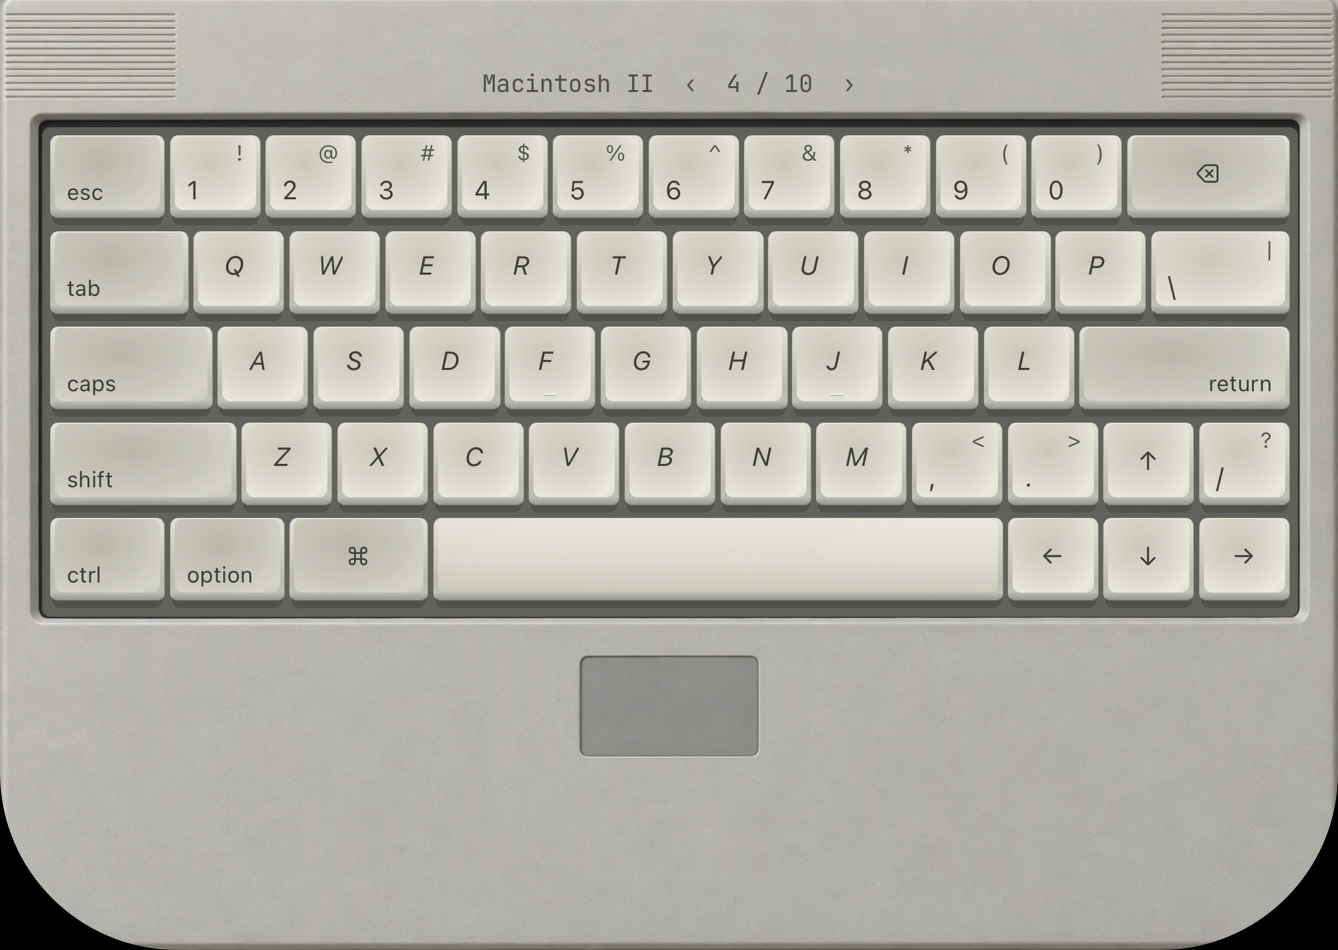 Macintosh II ‹ 4 / 10 ›
! @ # $ % ^ & * ( )
esc 1 2 3 4 5 6 7 8 9 0 ⌫
tab Q W E R T Y U I O P \ |
caps A S D F G H J K L return
shift Z X C V B N M , < . > ↑ / ?
ctrl option ⌘ ← ↓ →